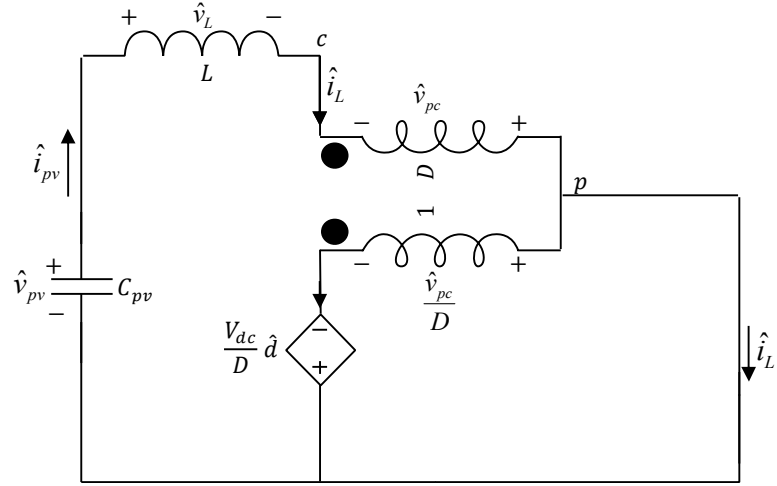 + v̂_L −
L
c
î_L
v̂_pc
− +
D
î_pv
p
1
− +
v̂_pc/D
+
v̂_pv C_pv
−
V_dc/D d̂
−
+
î_L